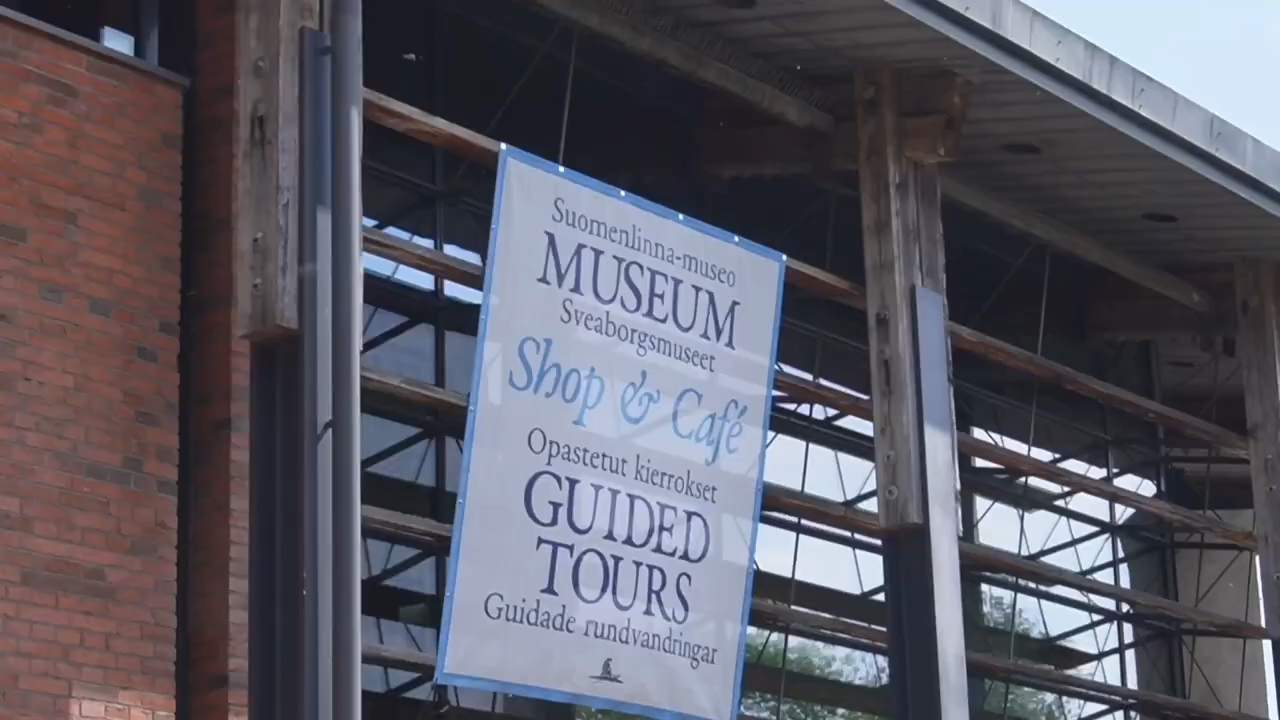 Suomenlinna-museo
MUSEUM
Sveaborgsmuseet
Shop & Café
Opastetut kierrokset
GUIDED
TOURS
Guidade rundvandringar